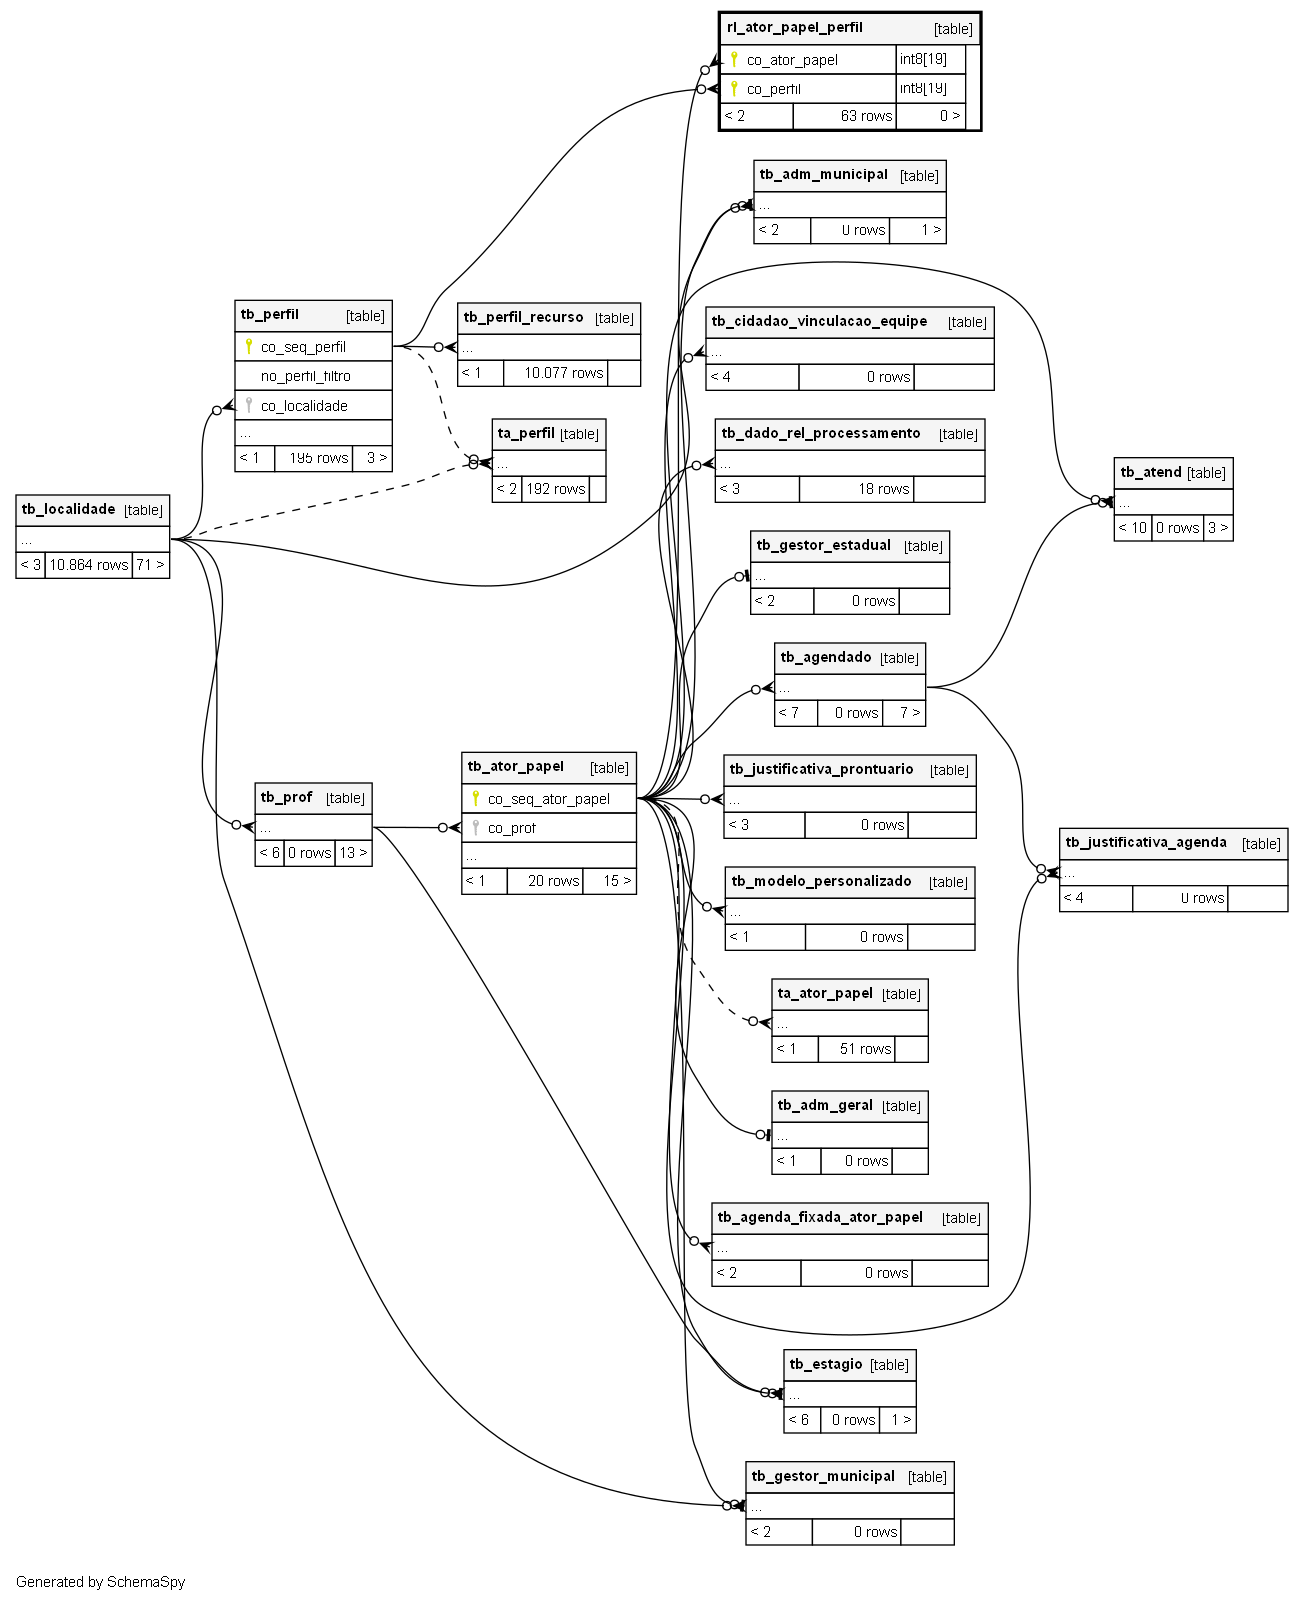 rl_ator_papel_perfil [table]
co_ator_papel int8[19]
co_perfil int8[19]
< 2 63 rows 0 >
tb_adm_municipal [table]
...
< 2 0 rows 1 >
tb_perfil [table]
co_seq_perfil
no_perfil_filtro
co_localidade
...
< 1 195 rows 3 >
tb_perfil_recurso [table]
...
< 1 10.077 rows
tb_cidadao_vinculacao_equipe [table]
...
< 4 0 rows
ta_perfil [table]
...
< 2 192 rows
tb_dado_rel_processamento [table]
...
< 3 18 rows
tb_atend [table]
...
< 10 0 rows 3 >
tb_localidade [table]
...
< 3 10.864 rows 71 >
tb_gestor_estadual [table]
...
< 2 0 rows
tb_agendado [table]
...
< 7 0 rows 7 >
tb_ator_papel [table]
co_seq_ator_papel
co_prof
...
< 1 20 rows 15 >
tb_prof [table]
...
< 6 0 rows 13 >
tb_justificativa_prontuario [table]
...
< 3 0 rows
tb_justificativa_agenda [table]
...
< 4 0 rows
tb_modelo_personalizado [table]
...
< 1 0 rows
ta_ator_papel [table]
...
< 1 51 rows
tb_adm_geral [table]
...
< 1 0 rows
tb_agenda_fixada_ator_papel [table]
...
< 2 0 rows
tb_estagio [table]
...
< 6 0 rows 1 >
tb_gestor_municipal [table]
...
< 2 0 rows
Generated by SchemaSpy